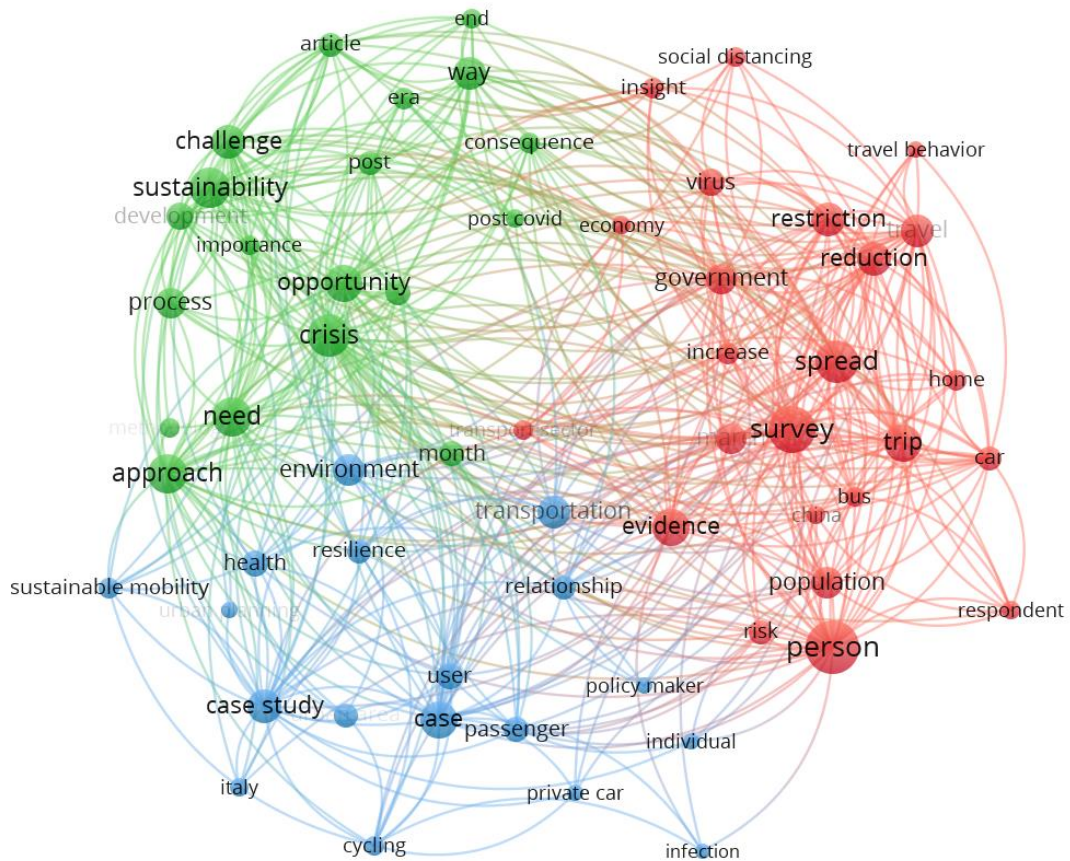 end
article
social distancing
way
insight
era
challenge
consequence
travel behavior
post
virus
sustainability
development
post covid
restriction
economy
travel
importance
reduction
opportunity
government
process
crisis
increase
spread
home
need
transport sector
survey
trip
month
car
approach
environment
bus
transportation
china
evidence
resilience
health
population
sustainable mobility
relationship
urban planning
respondent
risk
person
user
policy maker
case study
area
case
passenger
individual
italy
private car
cycling
infection